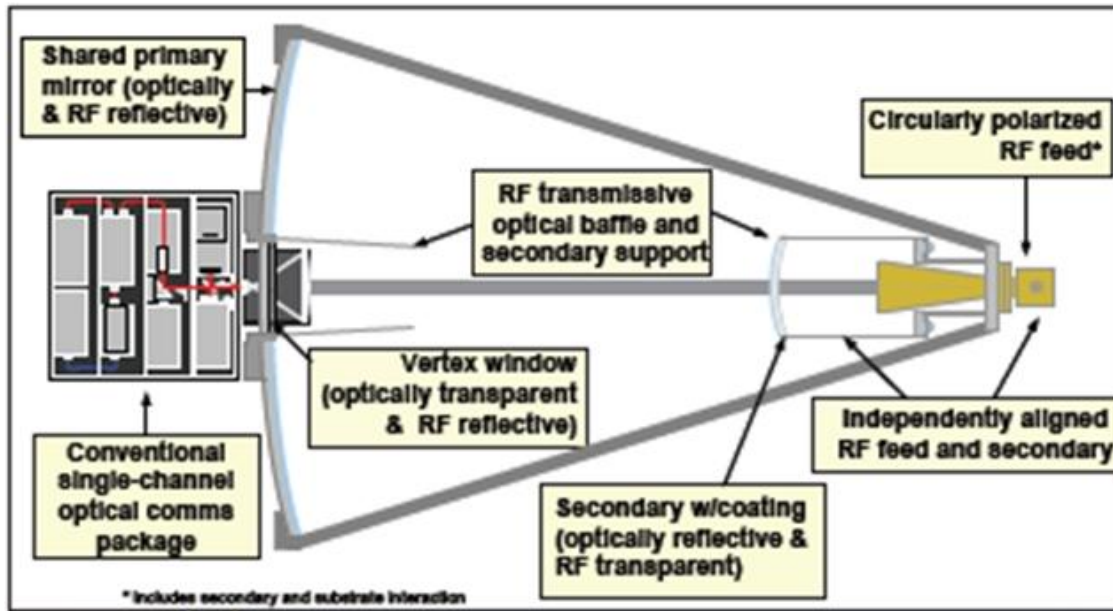 Shared primary
mirror (optically
& RF reflective)
Circularly polarized
RF feed*
RF transmissive
optical baffle and
secondary support
Vertex window
(optically transparent
& RF reflective)
Independently aligned
RF feed and secondary
Conventional
single-channel
optical comms
package
Secondary w/coating
(optically reflective &
RF transparent)
* Includes secondary and substrate interaction